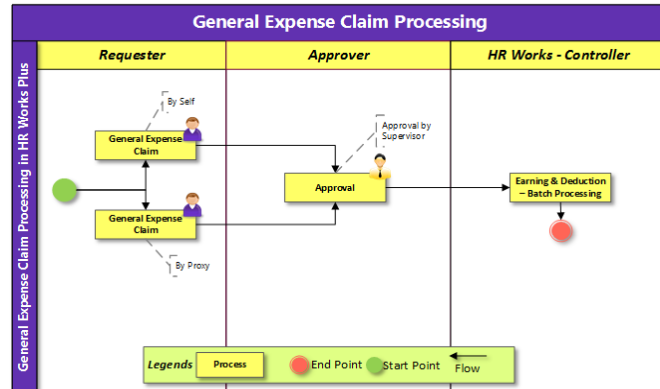 General Expense Claim Processing
General Expense Claim Processing in HR Works Plus
Requester
Approver
HR Works - Controller
By Self
General Expense
Claim
General Expense
Claim
By Proxy
Approval by
Supervisor
Approval
Earning & Deduction
– Batch Processing
Legends
Process
End Point
Start Point
Flow